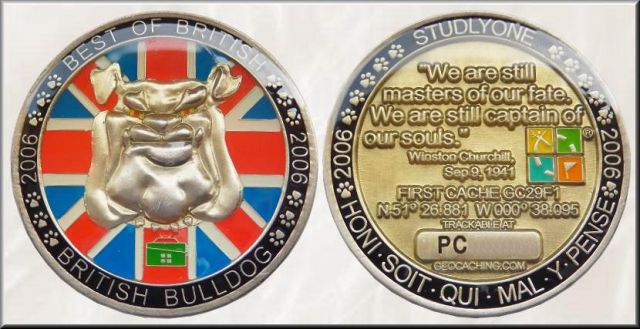 BEST OF BRITISH
2006 2006
BRITISH BULLDOG
STUDLYONE
2006 2006
"We are still
masters of our fate.
We are still captain of
our souls."
Winston Churchill,
Sep 9, 1941
®
FIRST CACHE GC29F1
N 51° 26.881 W 000° 38.095
TRACKABLE AT
PC
GEOCACHING.COM
HONI · SOIT · QUI · MAL · Y · PENSE